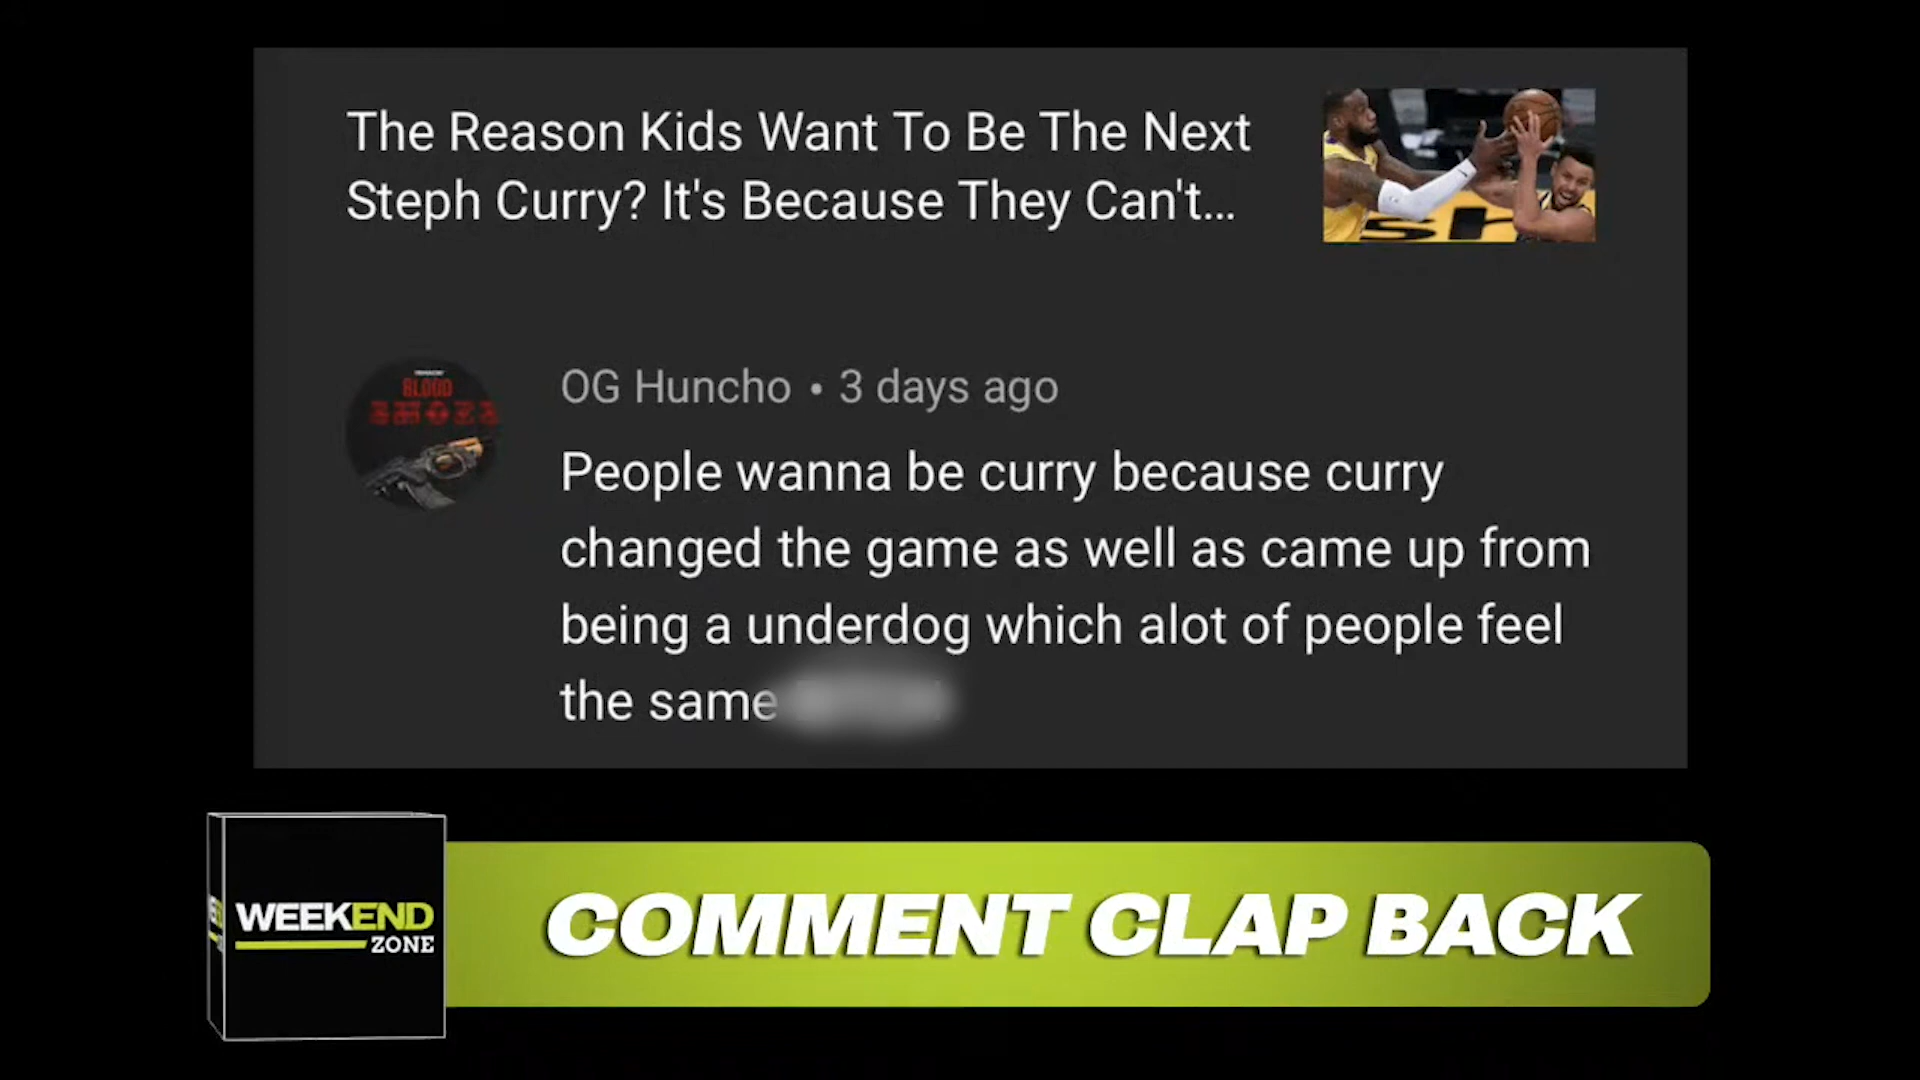 The Reason Kids Want To Be The Next
Steph Curry? It's Because They Can't...
BLOOD
OG Huncho • 3 days ago
People wanna be curry because curry
changed the game as well as came up from
being a underdog which alot of people feel
the same
WEEKEND
ZONE
COMMENT CLAP BACK